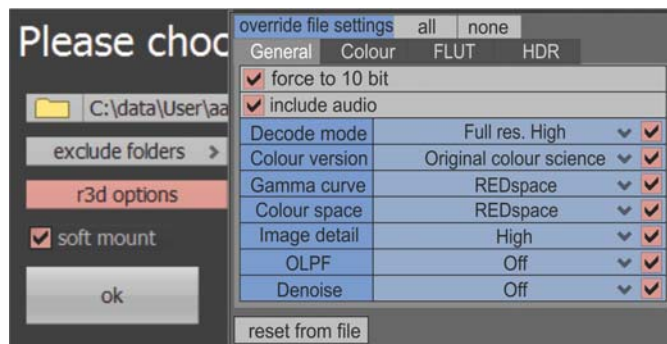 Please choc
C:\data\User\aa
exclude folders >
r3d options
soft mount
ok
override file settings all none
General Colour FLUT HDR
force to 10 bit
include audio
Decode mode Full res. High
Colour version Original colour science
Gamma curve REDspace
Colour space REDspace
Image detail High
OLPF Off
Denoise Off
reset from file